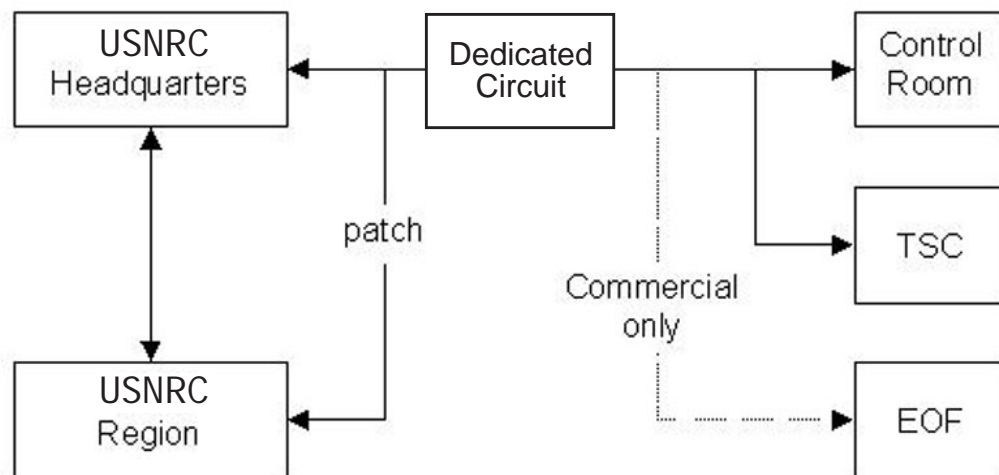 USNRC
Headquarters
Dedicated
Circuit
Control
Room
patch
TSC
Commercial
only
USNRC
Region
EOF